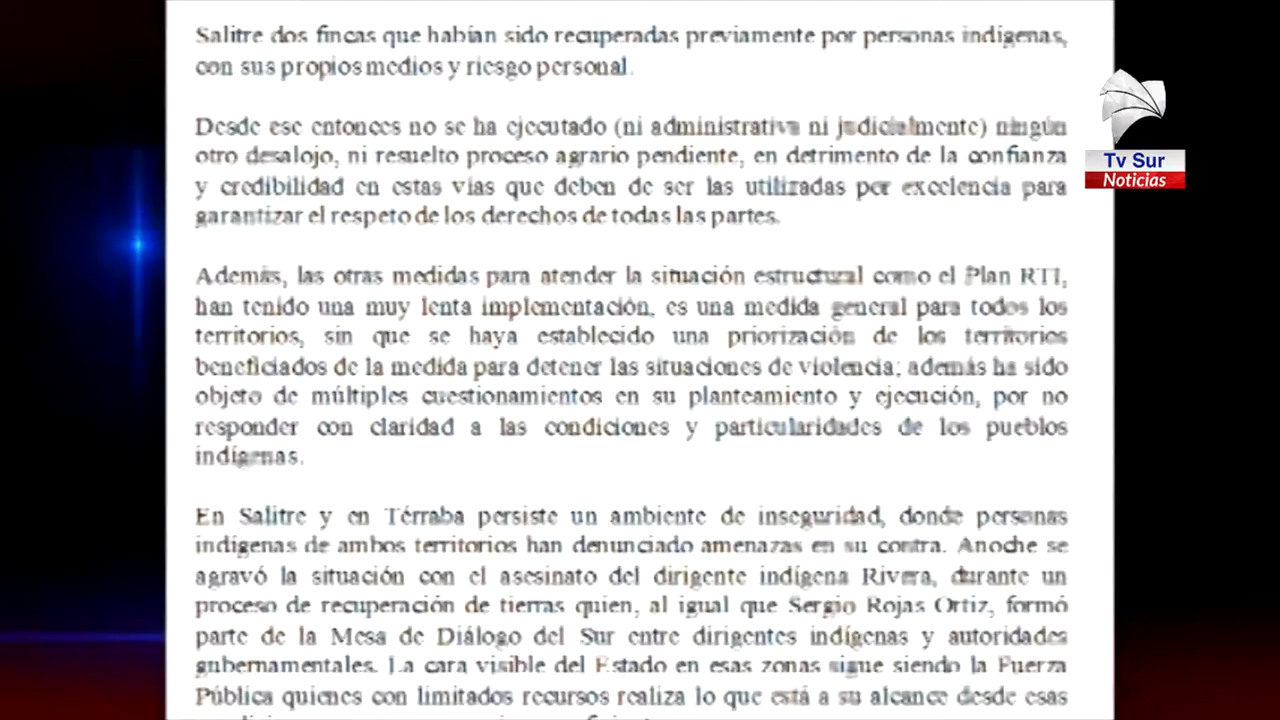 Salitre dos fincas que habían sido recuperadas previamente por personas indígenas,
con sus propios medios y riesgo personal.
Desde ese entonces no se ha ejecutado (ni administrativa ni judicialmente) ningún
otro desalojo, ni resuelto proceso agrario pendiente, en detrimento de la confianza
y credibilidad en estas vías que deben de ser las utilizadas por excelencia para
garantizar el respeto de los derechos de todas las partes.
Además, las otras medidas para atender la situación estructural como el Plan RTI,
han tenido una muy lenta implementación, es una medida general para todos los
territorios, sin que se haya establecido una priorización de los territorios
beneficiados de la medida para detener las situaciones de violencia; además ha sido
objeto de múltiples cuestionamientos en su planteamiento y ejecución, por no
responder con claridad a las condiciones y particularidades de los pueblos
indígenas.
En Salitre y en Térraba persiste un ambiente de inseguridad, donde personas
indígenas de ambos territorios han denunciado amenazas en su contra. Anoche se
agravó la situación con el asesinato del dirigente indígena Rivera, durante un
proceso de recuperación de tierras quien, al igual que Sergio Rojas Ortiz, formó
parte de la Mesa de Diálogo del Sur entre dirigentes indígenas y autoridades
gubernamentales. La cara visible del Estado en esas zonas sigue siendo la Fuerza
Pública quienes con limitados recursos realiza lo que está a su alcance desde esas
Tv Sur
Noticias